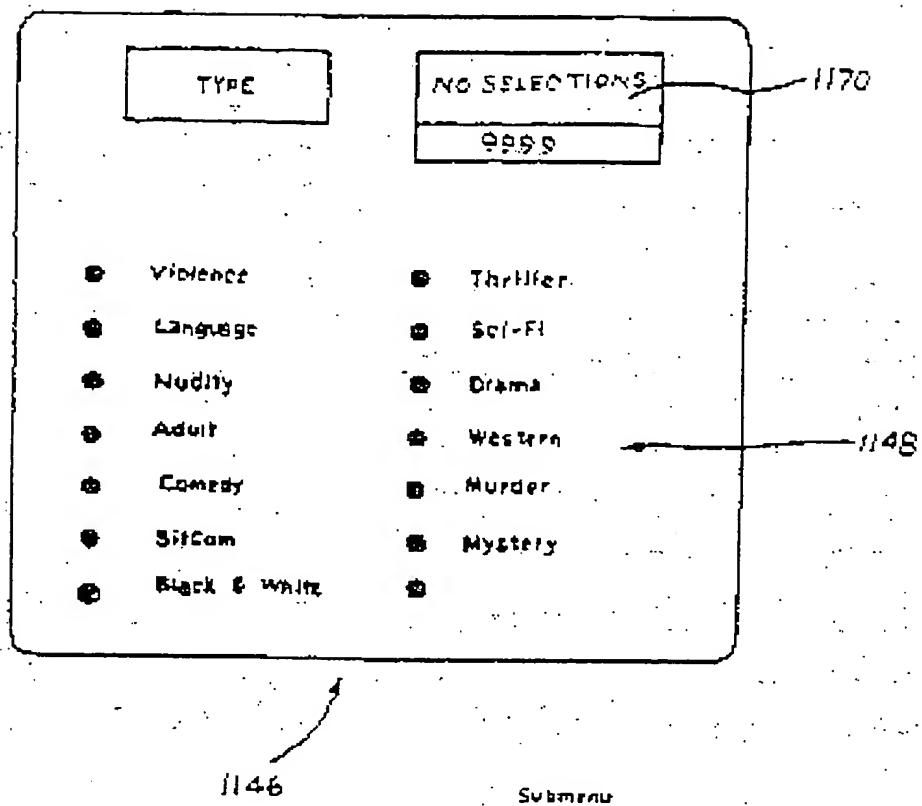 TYPE
NO SELECTIONS
1170
9999
Violence
Thriller
Language
Sci-Fi
Nudity
Drama
Adult
Western
1148
Comedy
Murder
SitCom
Mystery
Black & White
1146
Submenu